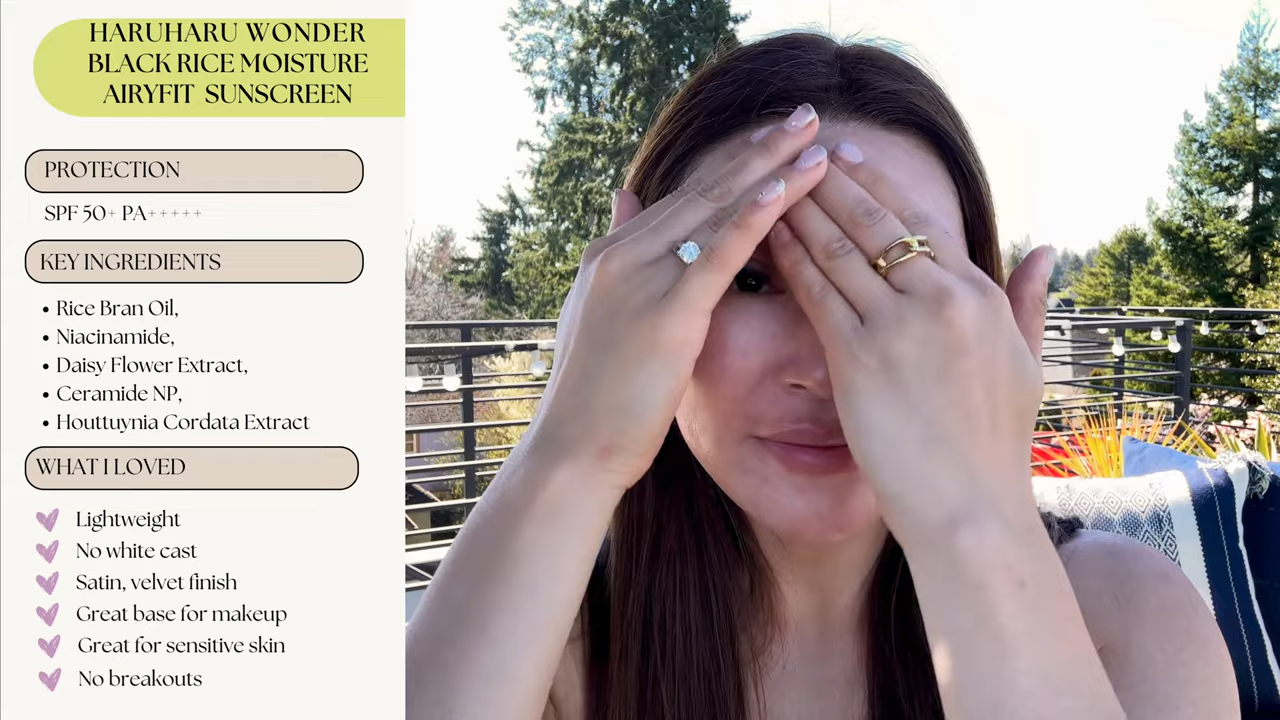 HARUHARU WONDER
BLACK RICE MOISTURE
AIRYFIT SUNSCREEN
PROTECTION
SPF 50+ PA+++++
KEY INGREDIENTS
• Rice Bran Oil,
• Niacinamide,
• Daisy Flower Extract,
• Ceramide NP,
• Houttuynia Cordata Extract
WHAT I LOVED
Lightweight
No white cast
Satin, velvet finish
Great base for makeup
Great for sensitive skin
No breakouts